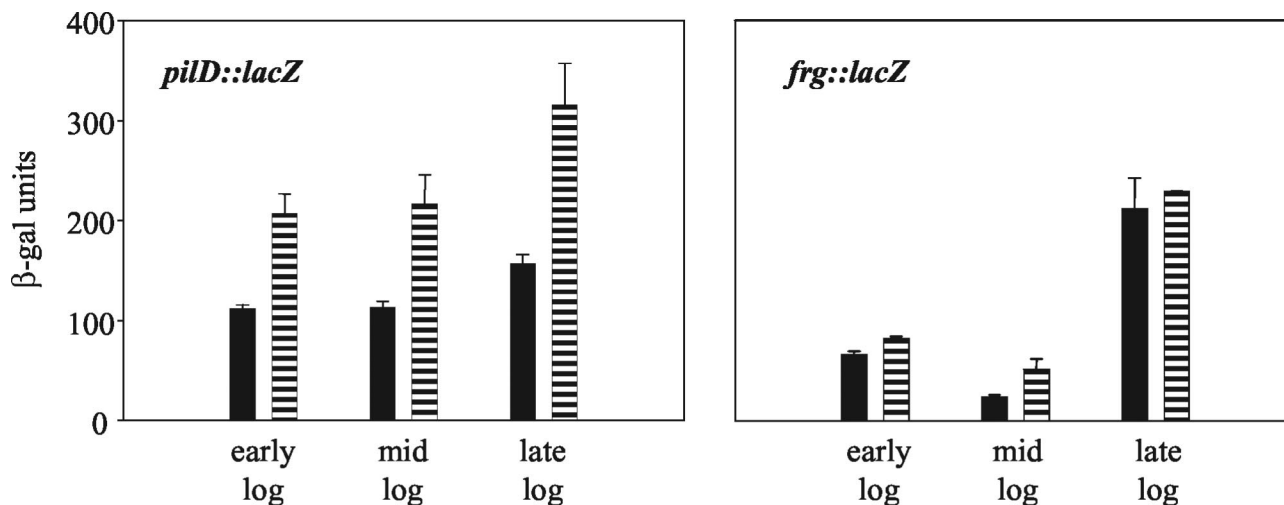 β-gal units
400
300
200
100
0
pilD::lacZ
early
log
mid
log
late
log
frg::lacZ
early
log
mid
log
late
log